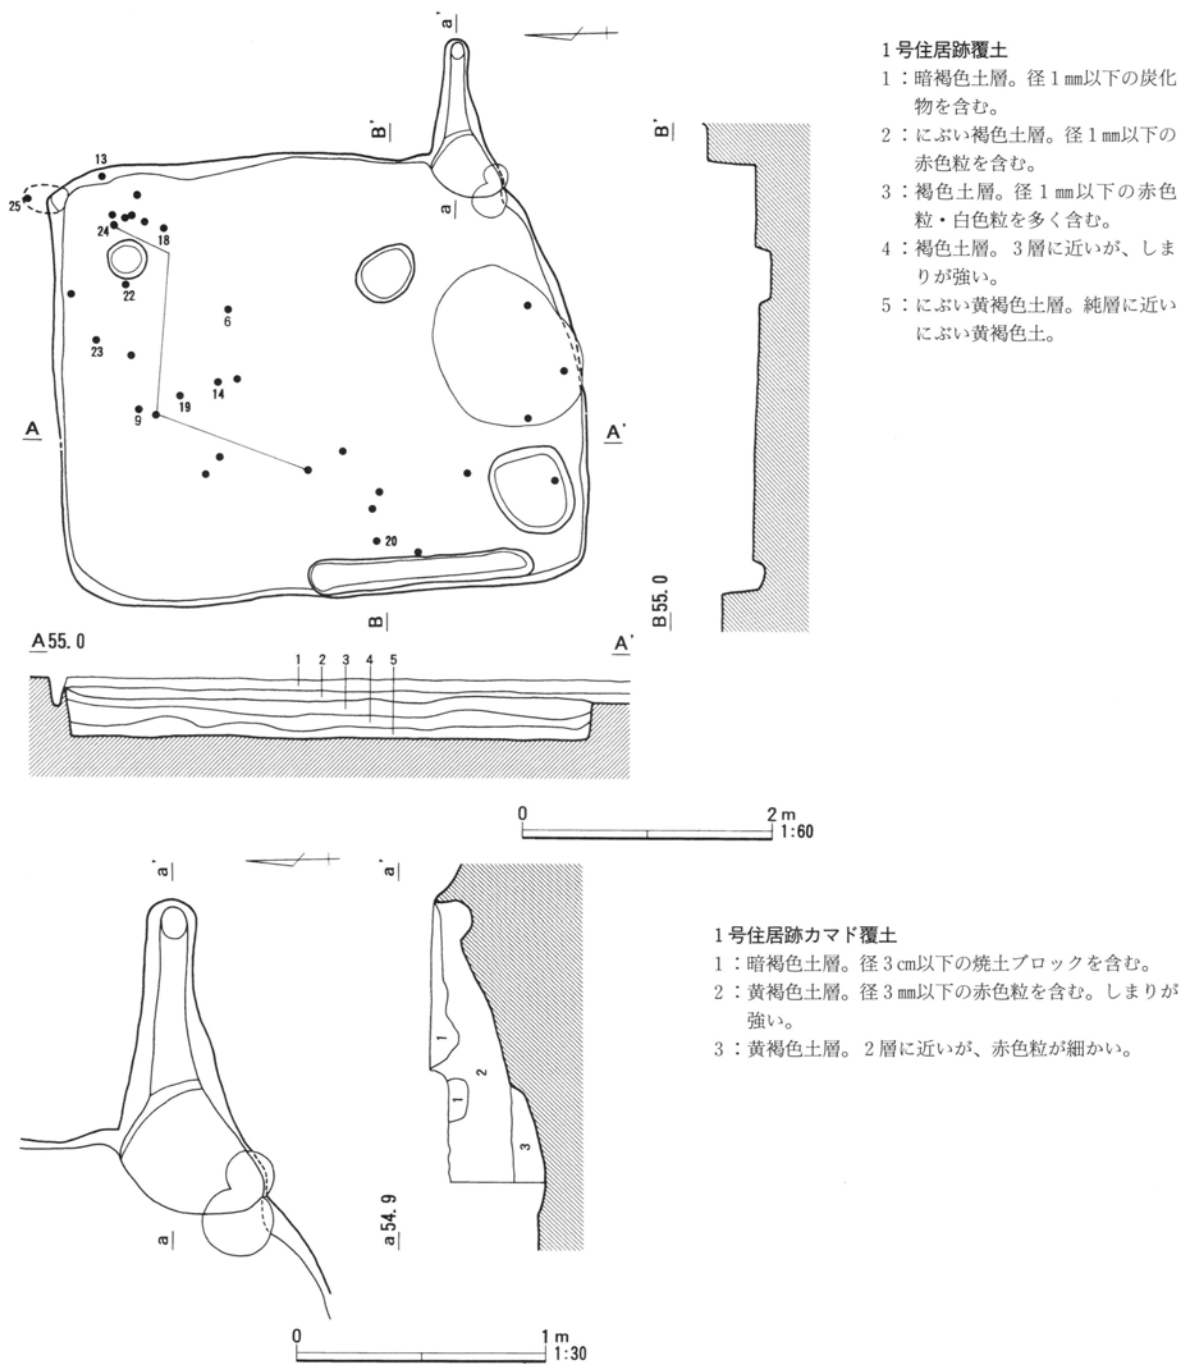 1号住居跡覆土
1：暗褐色土層。径1㎜以下の炭化
物を含む。
2：にぶい褐色土層。径1㎜以下の
赤色粒を含む。
3：褐色土層。径1㎜以下の赤色
粒・白色粒を多く含む。
4：褐色土層。3層に近いが、しま
りが強い。
5：にぶい黄褐色土層。純層に近い
にぶい黄褐色土。
a'
B'
B'
13
25
24
18
22
6
23
14
19
9
a
A
A'
20
B
B 55.0
A 55.0
A'
1 2 3 4 5
0 2 m
1:60
a'
a'
1
2
1
3
a
a 54.9
0 1 m
1:30
1号住居跡カマド覆土
1：暗褐色土層。径3㎝以下の焼土ブロックを含む。
2：黄褐色土層。径3㎜以下の赤色粒を含む。しまりが
強い。
3：黄褐色土層。2層に近いが、赤色粒が細かい。